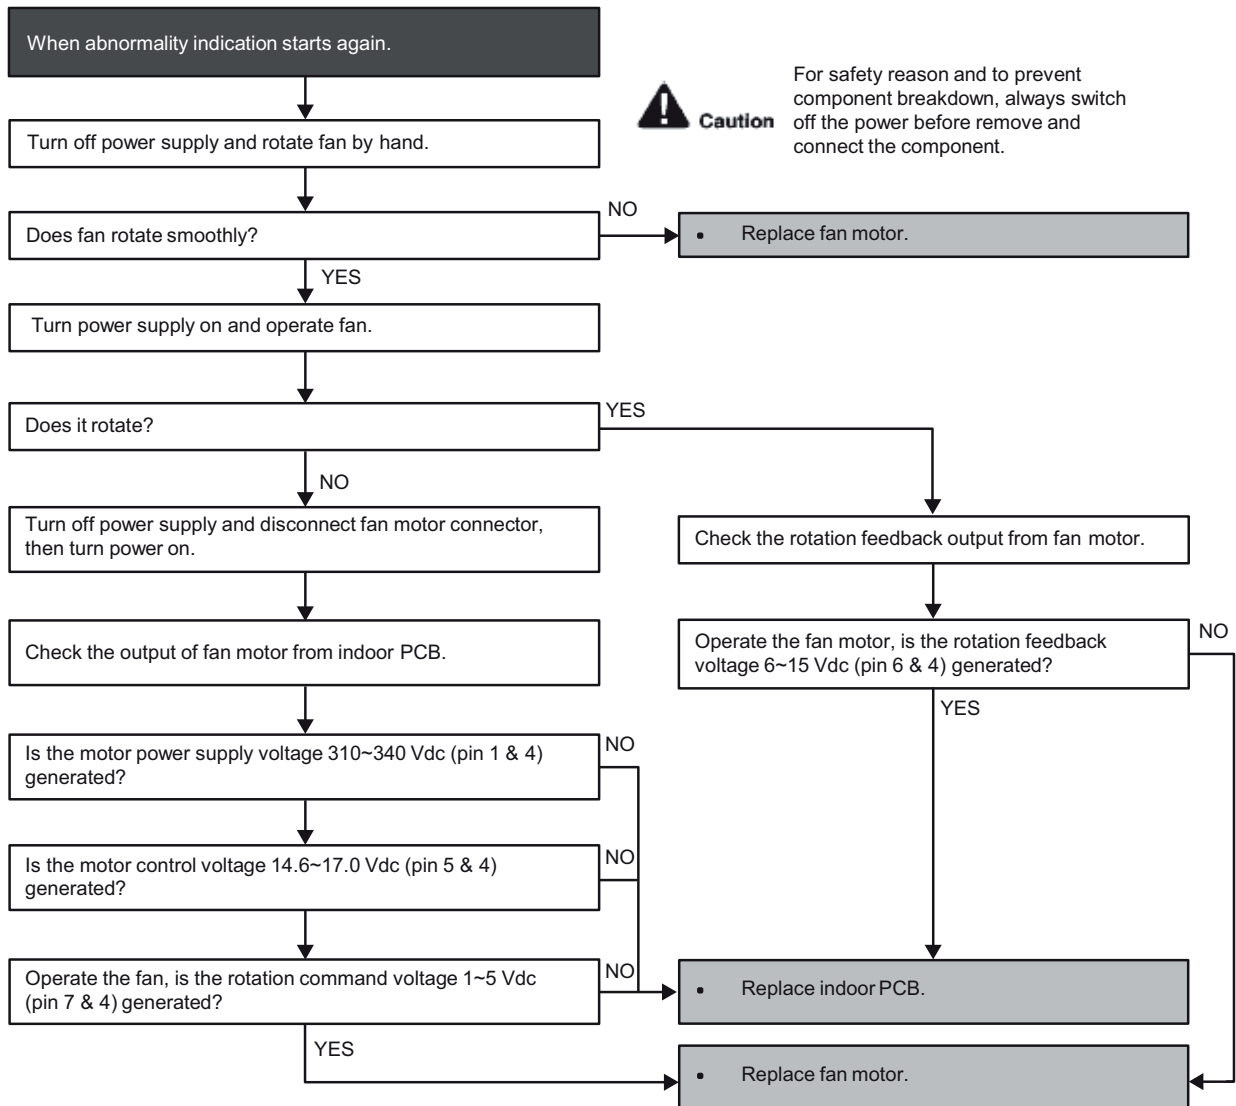 When abnormality indication starts again.
Caution
For safety reason and to prevent
component breakdown, always switch
off the power before remove and
connect the component.
Turn off power supply and rotate fan by hand.
Does fan rotate smoothly?
NO
• Replace fan motor.
YES
Turn power supply on and operate fan.
Does it rotate?
YES
NO
Turn off power supply and disconnect fan motor connector,
then turn power on.
Check the rotation feedback output from fan motor.
Check the output of fan motor from indoor PCB.
Operate the fan motor, is the rotation feedback
voltage 6~15 Vdc (pin 6 & 4) generated?
NO
YES
Is the motor power supply voltage 310~340 Vdc (pin 1 & 4)
generated?
NO
Is the motor control voltage 14.6~17.0 Vdc (pin 5 & 4)
generated?
NO
Operate the fan, is the rotation command voltage 1~5 Vdc
(pin 7 & 4) generated?
NO
• Replace indoor PCB.
YES
• Replace fan motor.